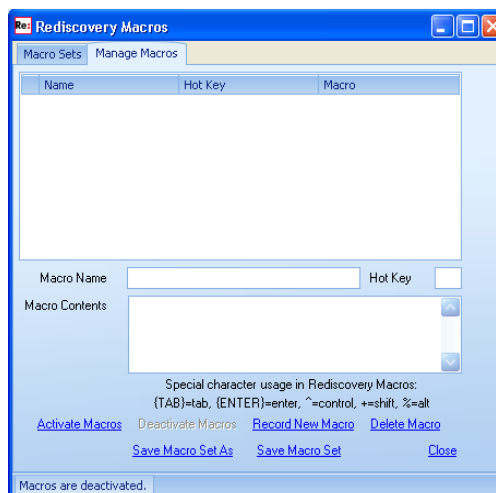 Re: Rediscovery Macros
Macro Sets Manage Macros
Name Hot Key Macro
Macro Name Hot Key
Macro Contents
Special character usage in Rediscovery Macros:
{TAB}=tab, {ENTER}=enter, ^=control, +=shift, %=alt
Activate Macros Deactivate Macros Record New Macro Delete Macro
Save Macro Set As Save Macro Set Close
Macros are deactivated.